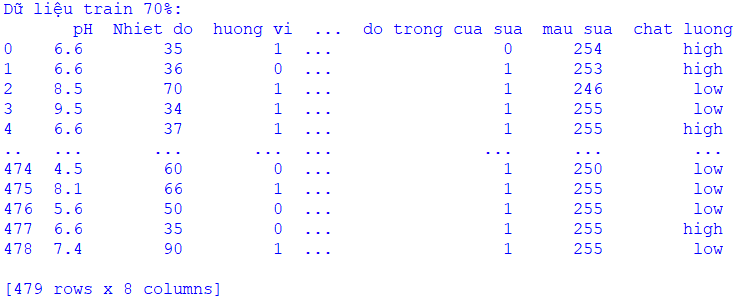 Dữ liệu train 70%:
pH Nhiet do huong vi ... do trong cua sua mau sua chat luong
0 6.6 35 1 ... 0 254 high
1 6.6 36 0 ... 1 253 high
2 8.5 70 1 ... 1 246 low
3 9.5 34 1 ... 1 255 low
4 6.6 37 1 ... 1 255 high
.. ... ... ... ... ... ... ...
474 4.5 60 0 ... 1 250 low
475 8.1 66 1 ... 1 255 low
476 5.6 50 0 ... 1 255 low
477 6.6 35 0 ... 1 255 high
478 7.4 90 1 ... 1 255 low
[479 rows x 8 columns]